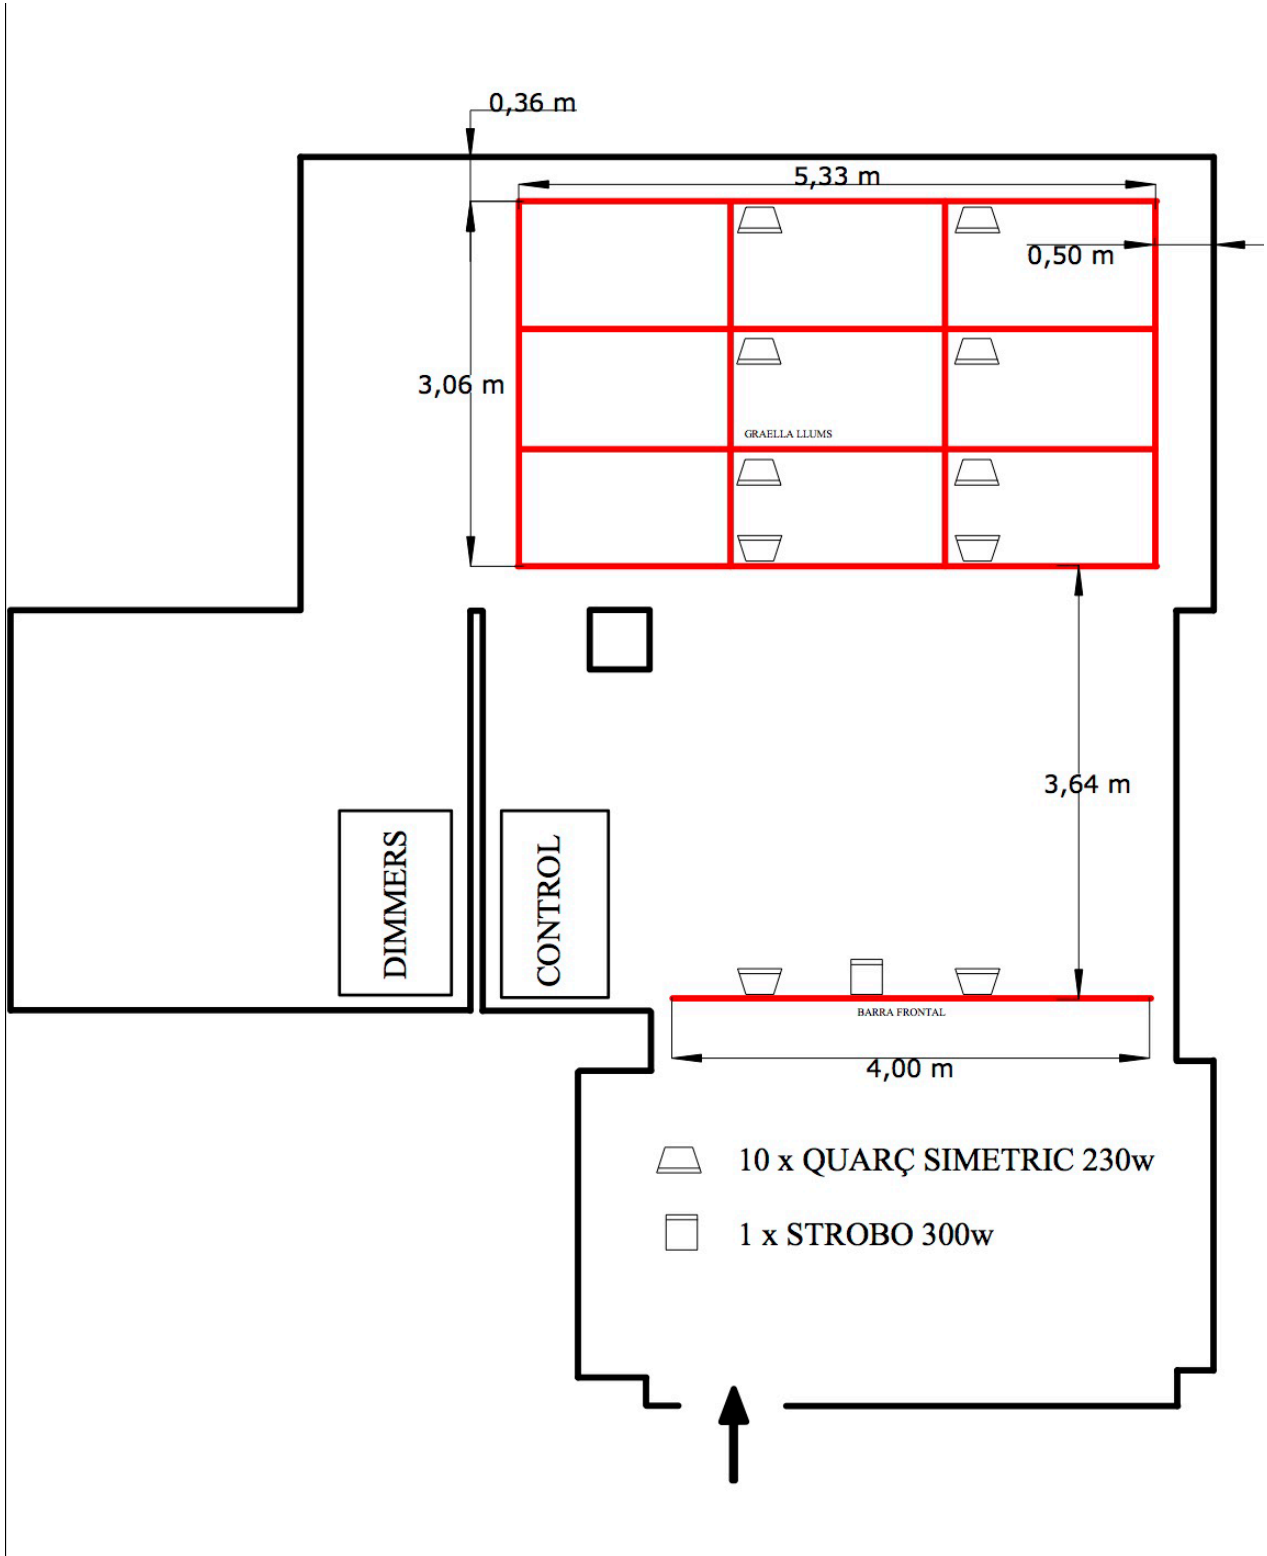 0,36 m
5,33 m
0,50 m
3,06 m
GRAELLA LLUMS
3,64 m
DIMMERS
CONTROL
BARRA FRONTAL
4,00 m
10 x QUARÇ SIMETRIC 230w
1 x STROBO 300w